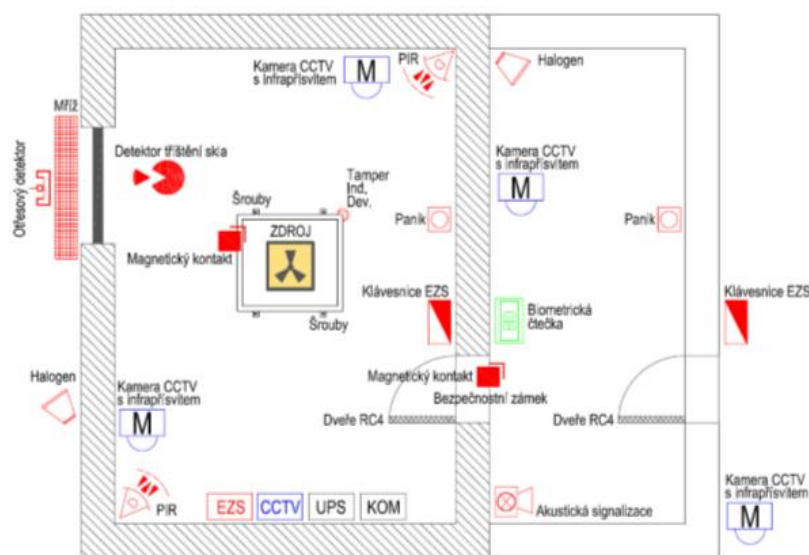 Kamera CCTV
s infrapřísvitem
M
PIR
Halogen
Mříž
Otřesový detektor
Detektor tříštění skla
Kamera CCTV
s infrapřísvitem
M
Šrouby
Tamper
Ind.
Dev.
ZDROJ
Panik
Panik
Magnetický kontakt
Šrouby
Klávesnice EZS
Biometrická
čtečka
Klávesnice EZS
Halogen
Kamera CCTV
s infrapřísvitem
M
Magnetický kontakt
Bezpečnostní zámek
Dveře RC4
Dveře RC4
PIR
EZS
CCTV
UPS
KOM
Akustická signalizace
Kamera CCTV
s infrapřísvitem
M